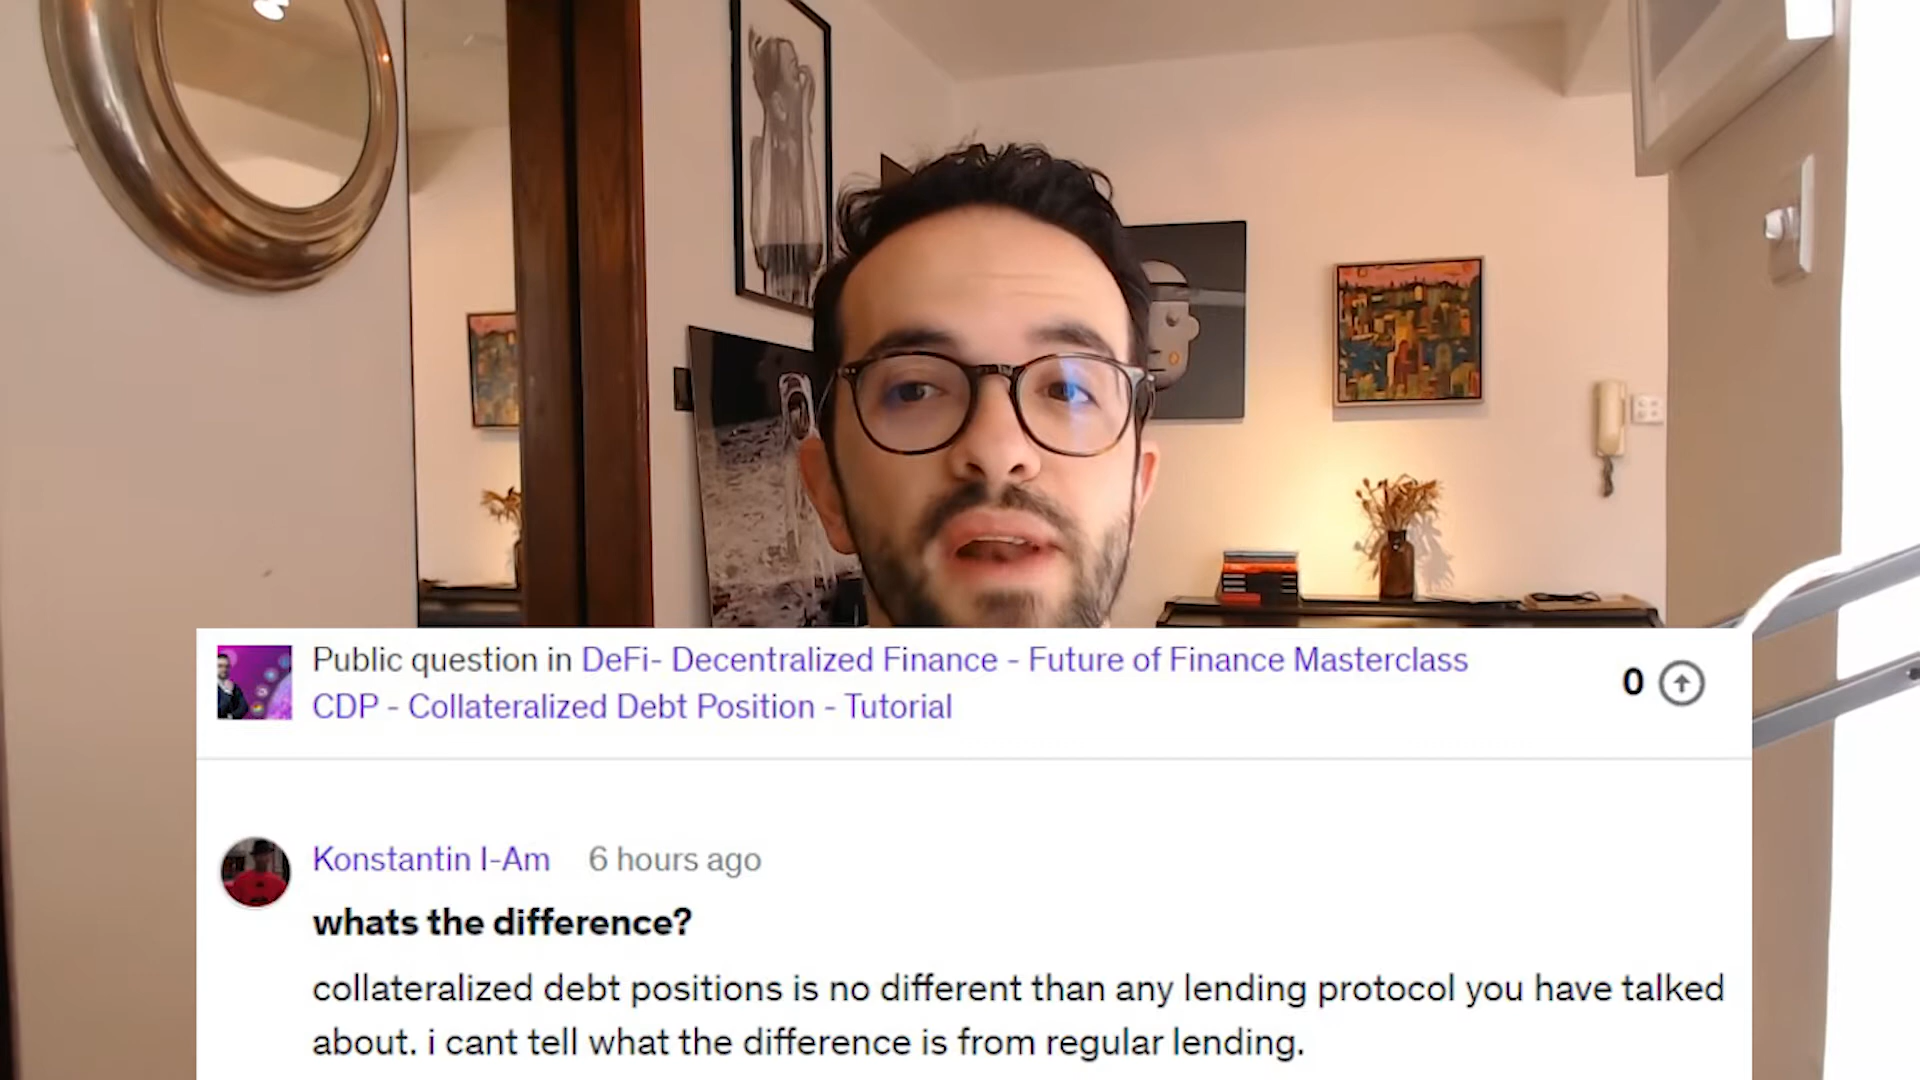 Public question in DeFi- Decentralized Finance - Future of Finance Masterclass
CDP - Collateralized Debt Position - Tutorial
0
Konstantin I-Am 6 hours ago
whats the difference?
collateralized debt positions is no different than any lending protocol you have talked
about. i cant tell what the difference is from regular lending.